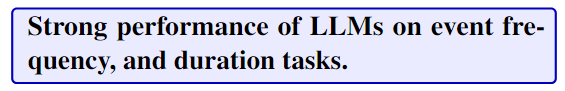 Strong performance of LLMs on event fre-
quency, and duration tasks.